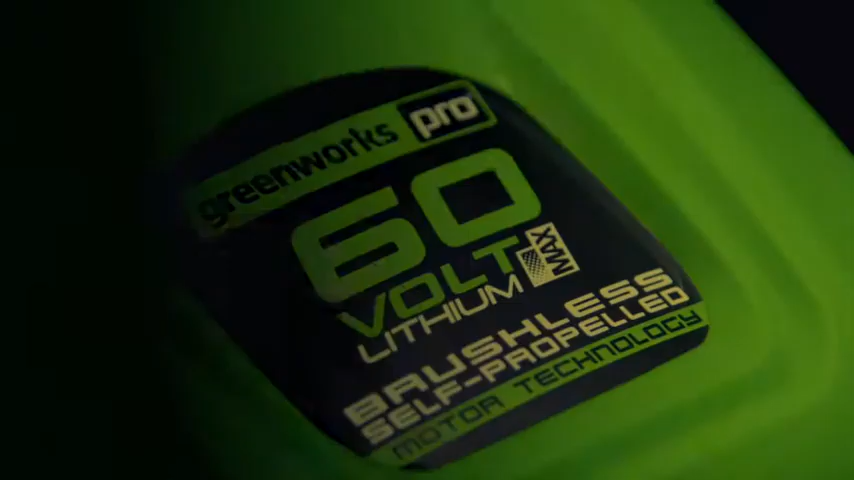 greenworks pro
60
VOLT
LITHIUM
MAX
BRUSHLESS
SELF-PROPELLED
MOTOR TECHNOLOGY